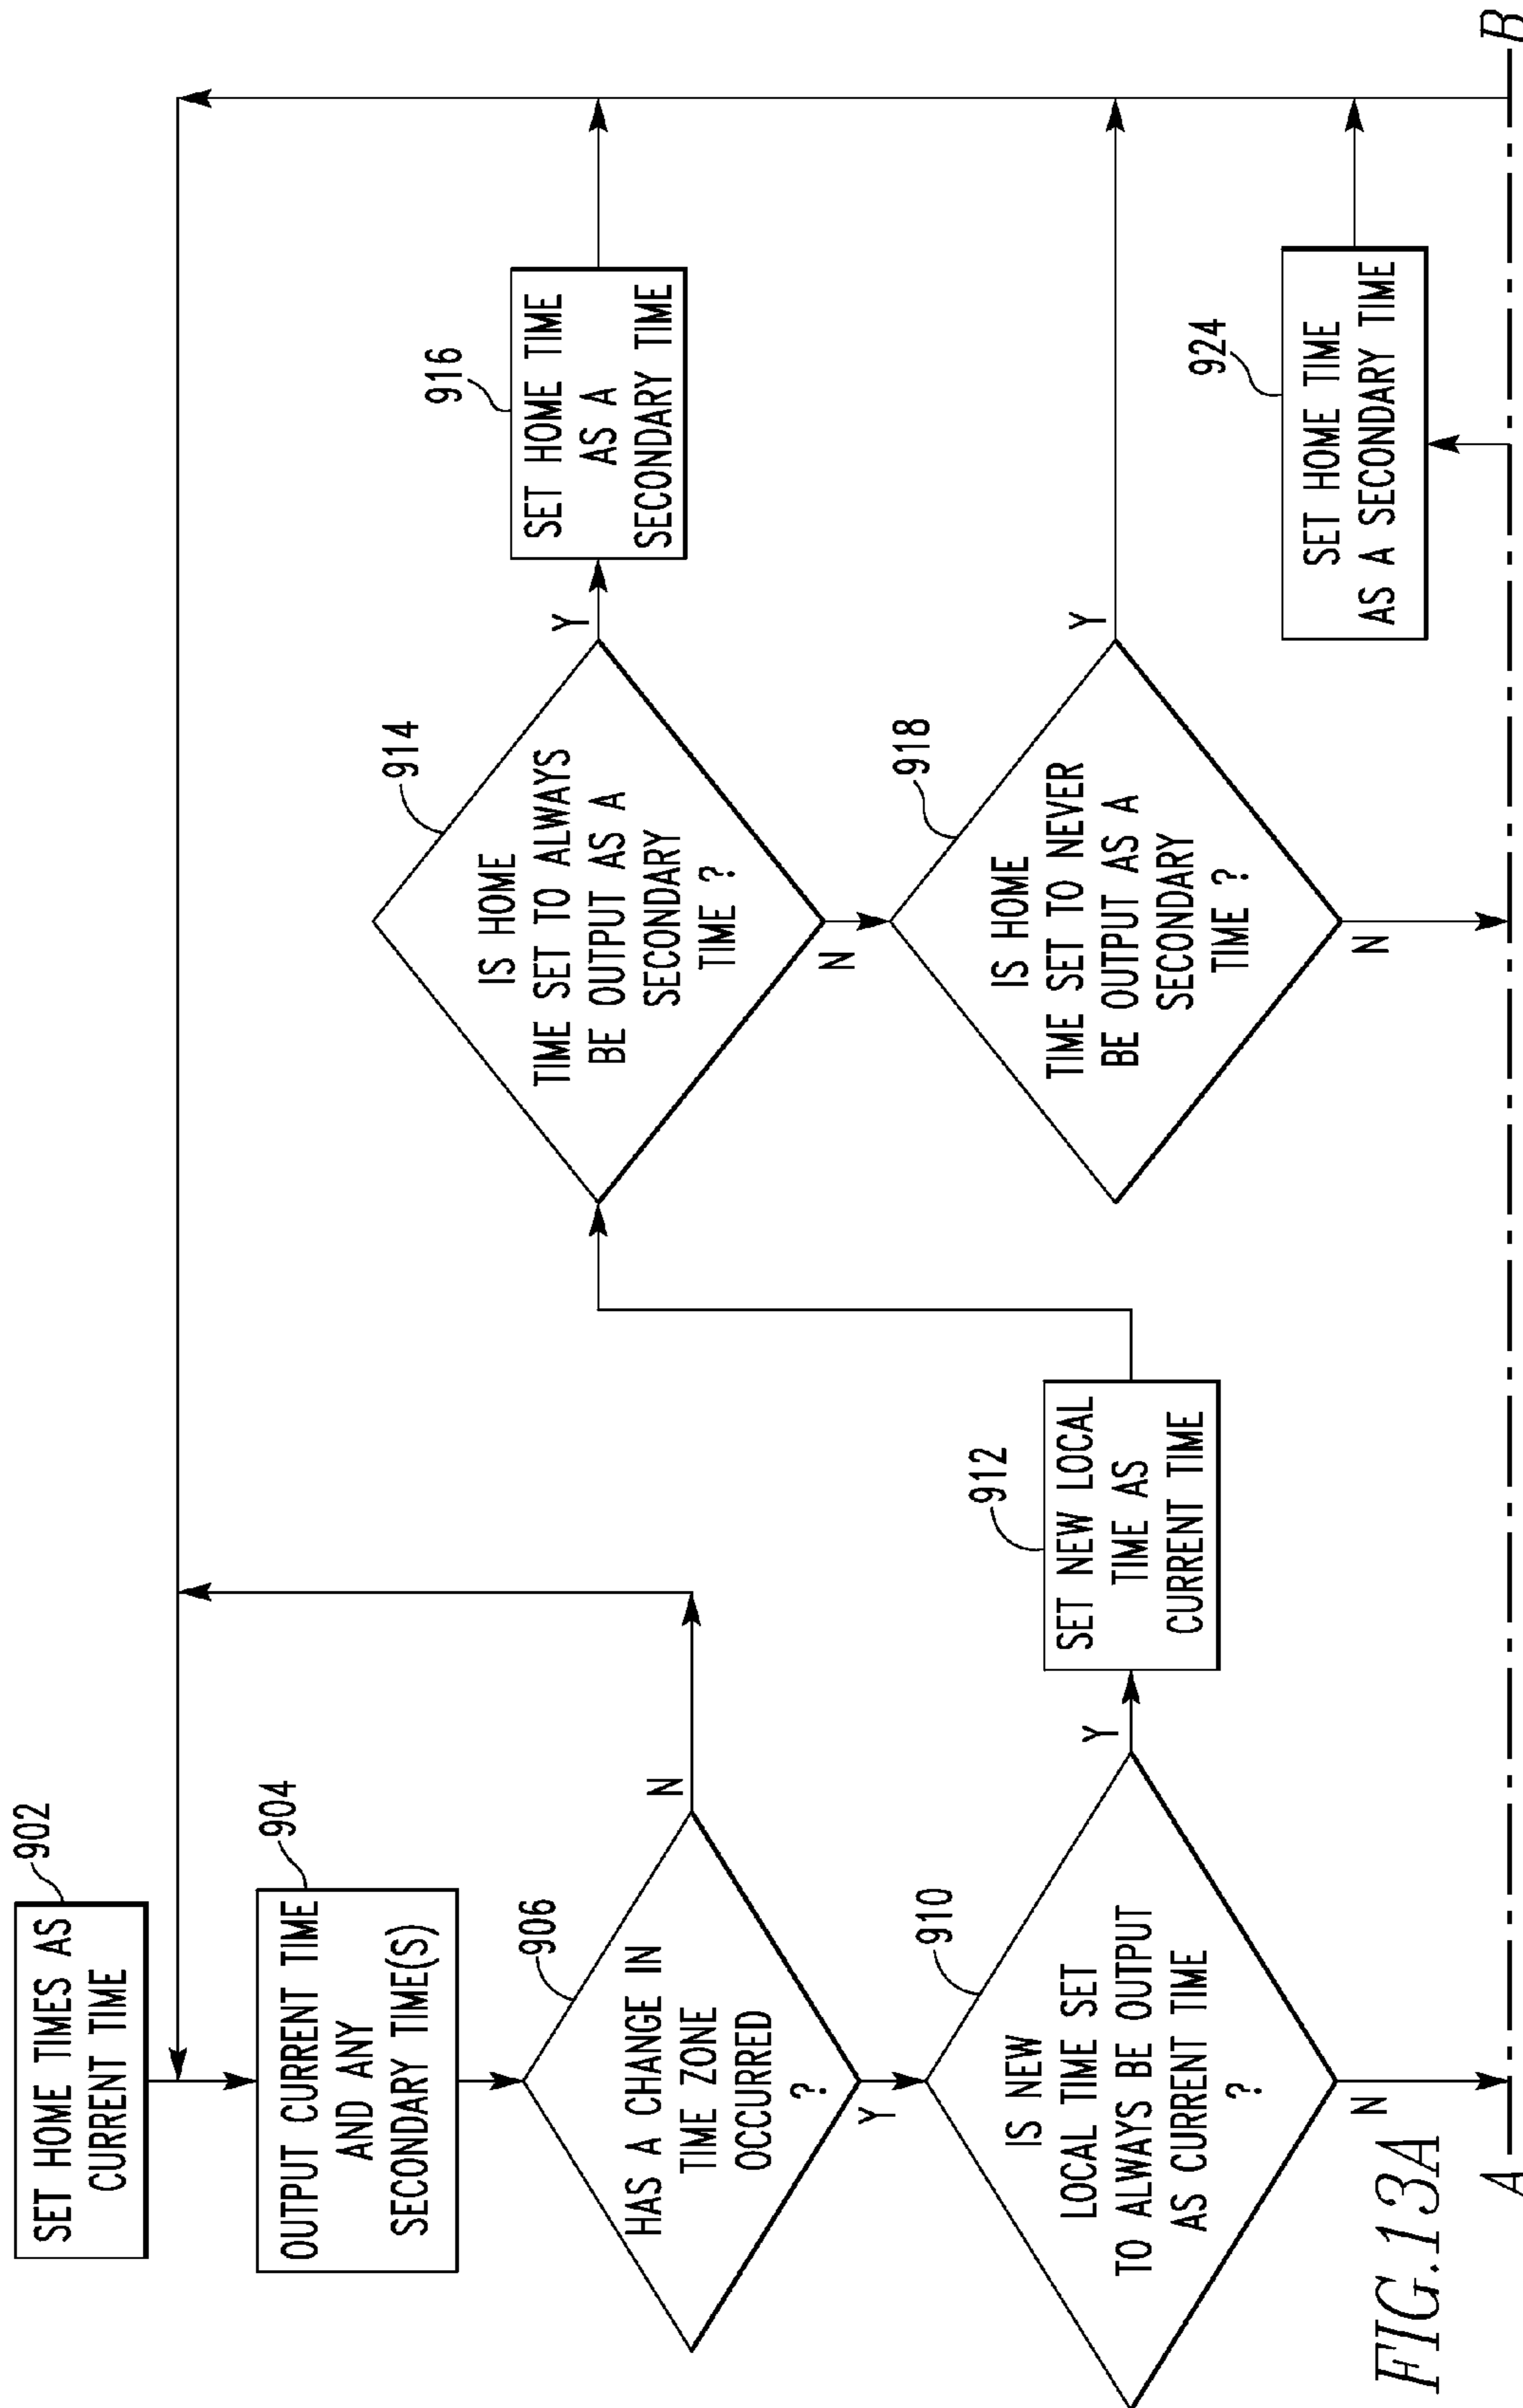 902
SET HOME TIMES AS
CURRENT TIME
904
OUTPUT CURRENT TIME
AND ANY
SECONDARY TIME(S)
906
HAS A CHANGE IN
TIME ZONE
OCCURRED
?
N
Y
910
IS NEW
LOCAL TIME SET
TO ALWAYS BE OUTPUT
AS CURRENT TIME
?
Y
N
912
SET NEW LOCAL
TIME AS
CURRENT TIME
914
IS HOME
TIME SET TO ALWAYS
BE OUTPUT AS A
SECONDARY
TIME ?
Y
N
916
SET HOME TIME
AS A
SECONDARY TIME
918
IS HOME
TIME SET TO NEVER
BE OUTPUT AS A
SECONDARY
TIME ?
Y
N
924
SET HOME TIME
AS A SECONDARY TIME
FIG.13A
A
B